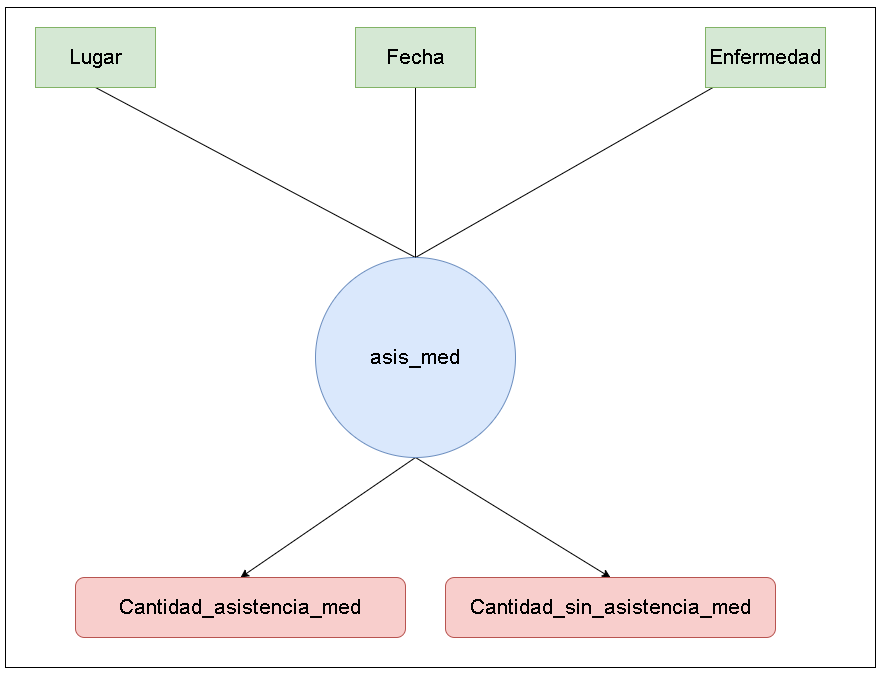 Lugar
Fecha
Enfermedad
asis_med
Cantidad_asistencia_med
Cantidad_sin_asistencia_med